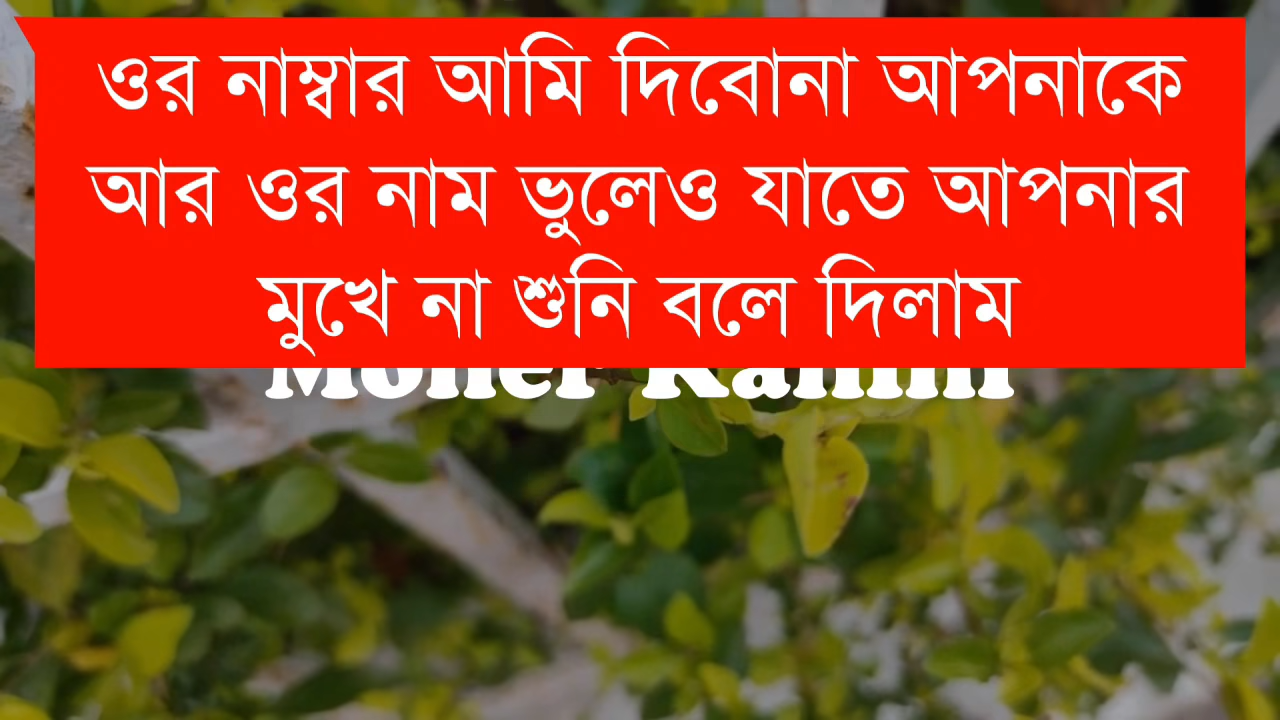 ওর নাম্বার আমি দিবোনা আপনাকে
আর ওর নাম ভুলেও যাতে আপনার
মুখে না শুনি বলে দিলাম